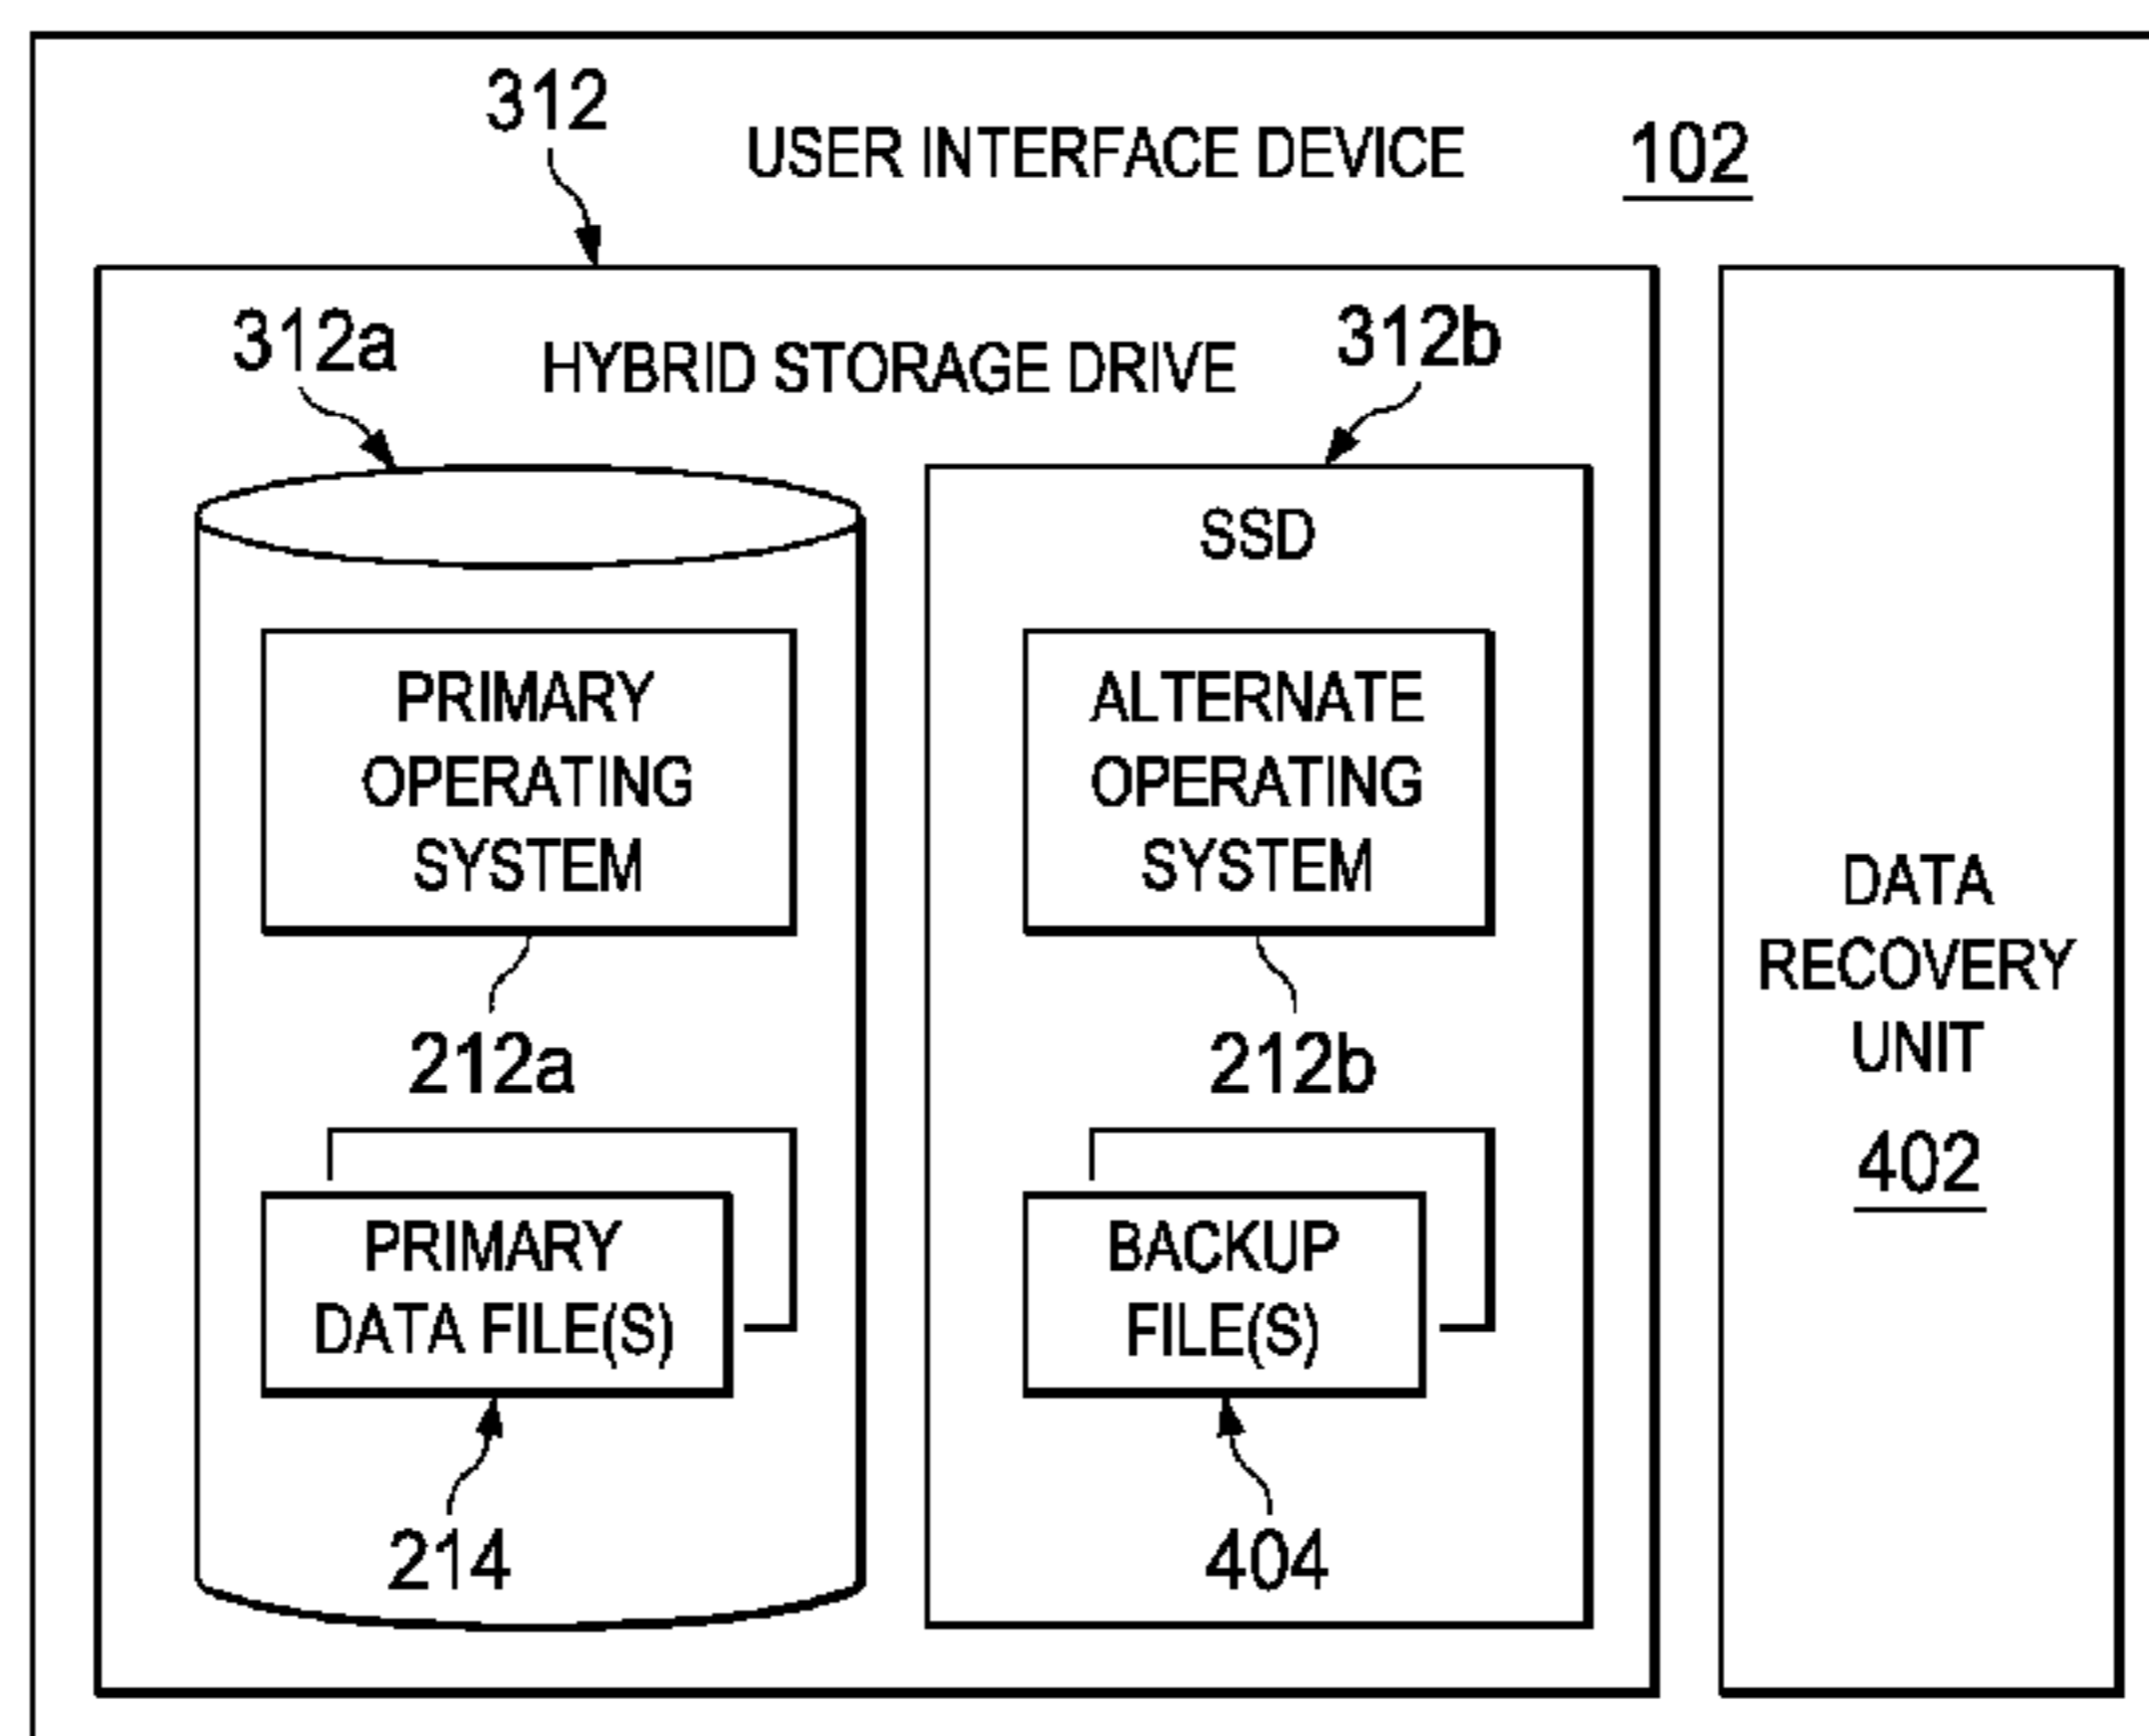 312
USER INTERFACE DEVICE 102
312a
HYBRID STORAGE DRIVE
312b
PRIMARY
OPERATING
SYSTEM
212a
PRIMARY
DATA FILE(S)
214
SSD
ALTERNATE
OPERATING
SYSTEM
212b
BACKUP
FILE(S)
404
DATA
RECOVERY
UNIT
402